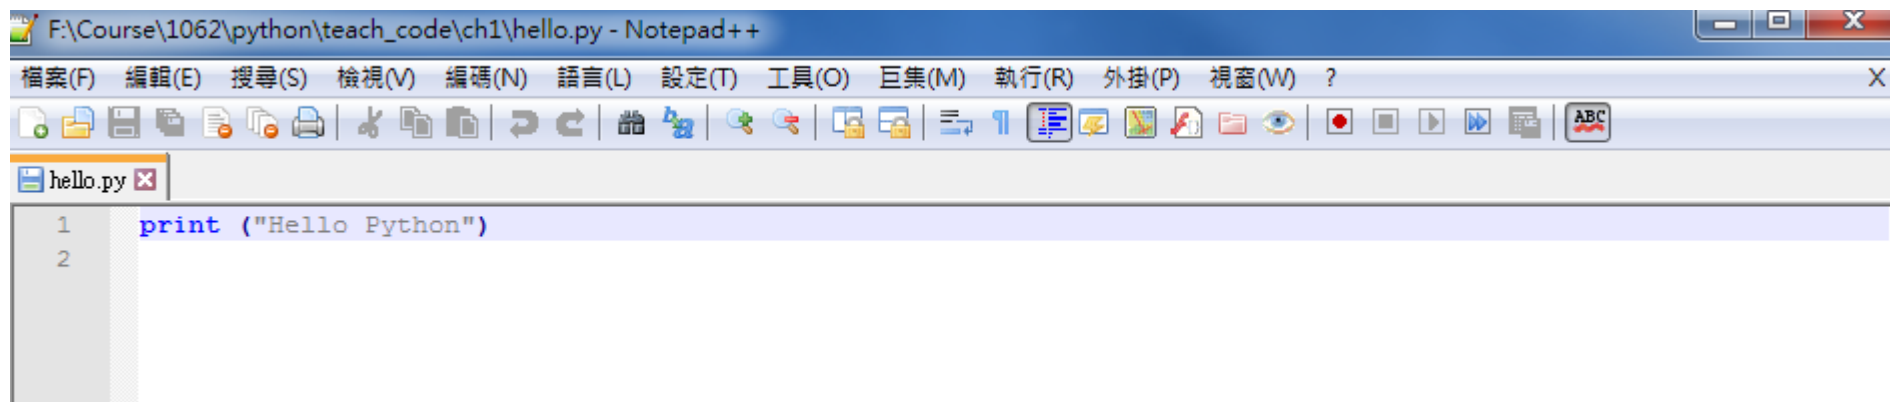 F:\Course\1062\python\teach_code\ch1\hello.py - Notepad++
檔案(F) 編輯(E) 搜尋(S) 檢視(V) 編碼(N) 語言(L) 設定(T) 工具(O) 巨集(M) 執行(R) 外掛(P) 視窗(W) ? X
ABC
hello.py
1 print ("Hello Python")
2